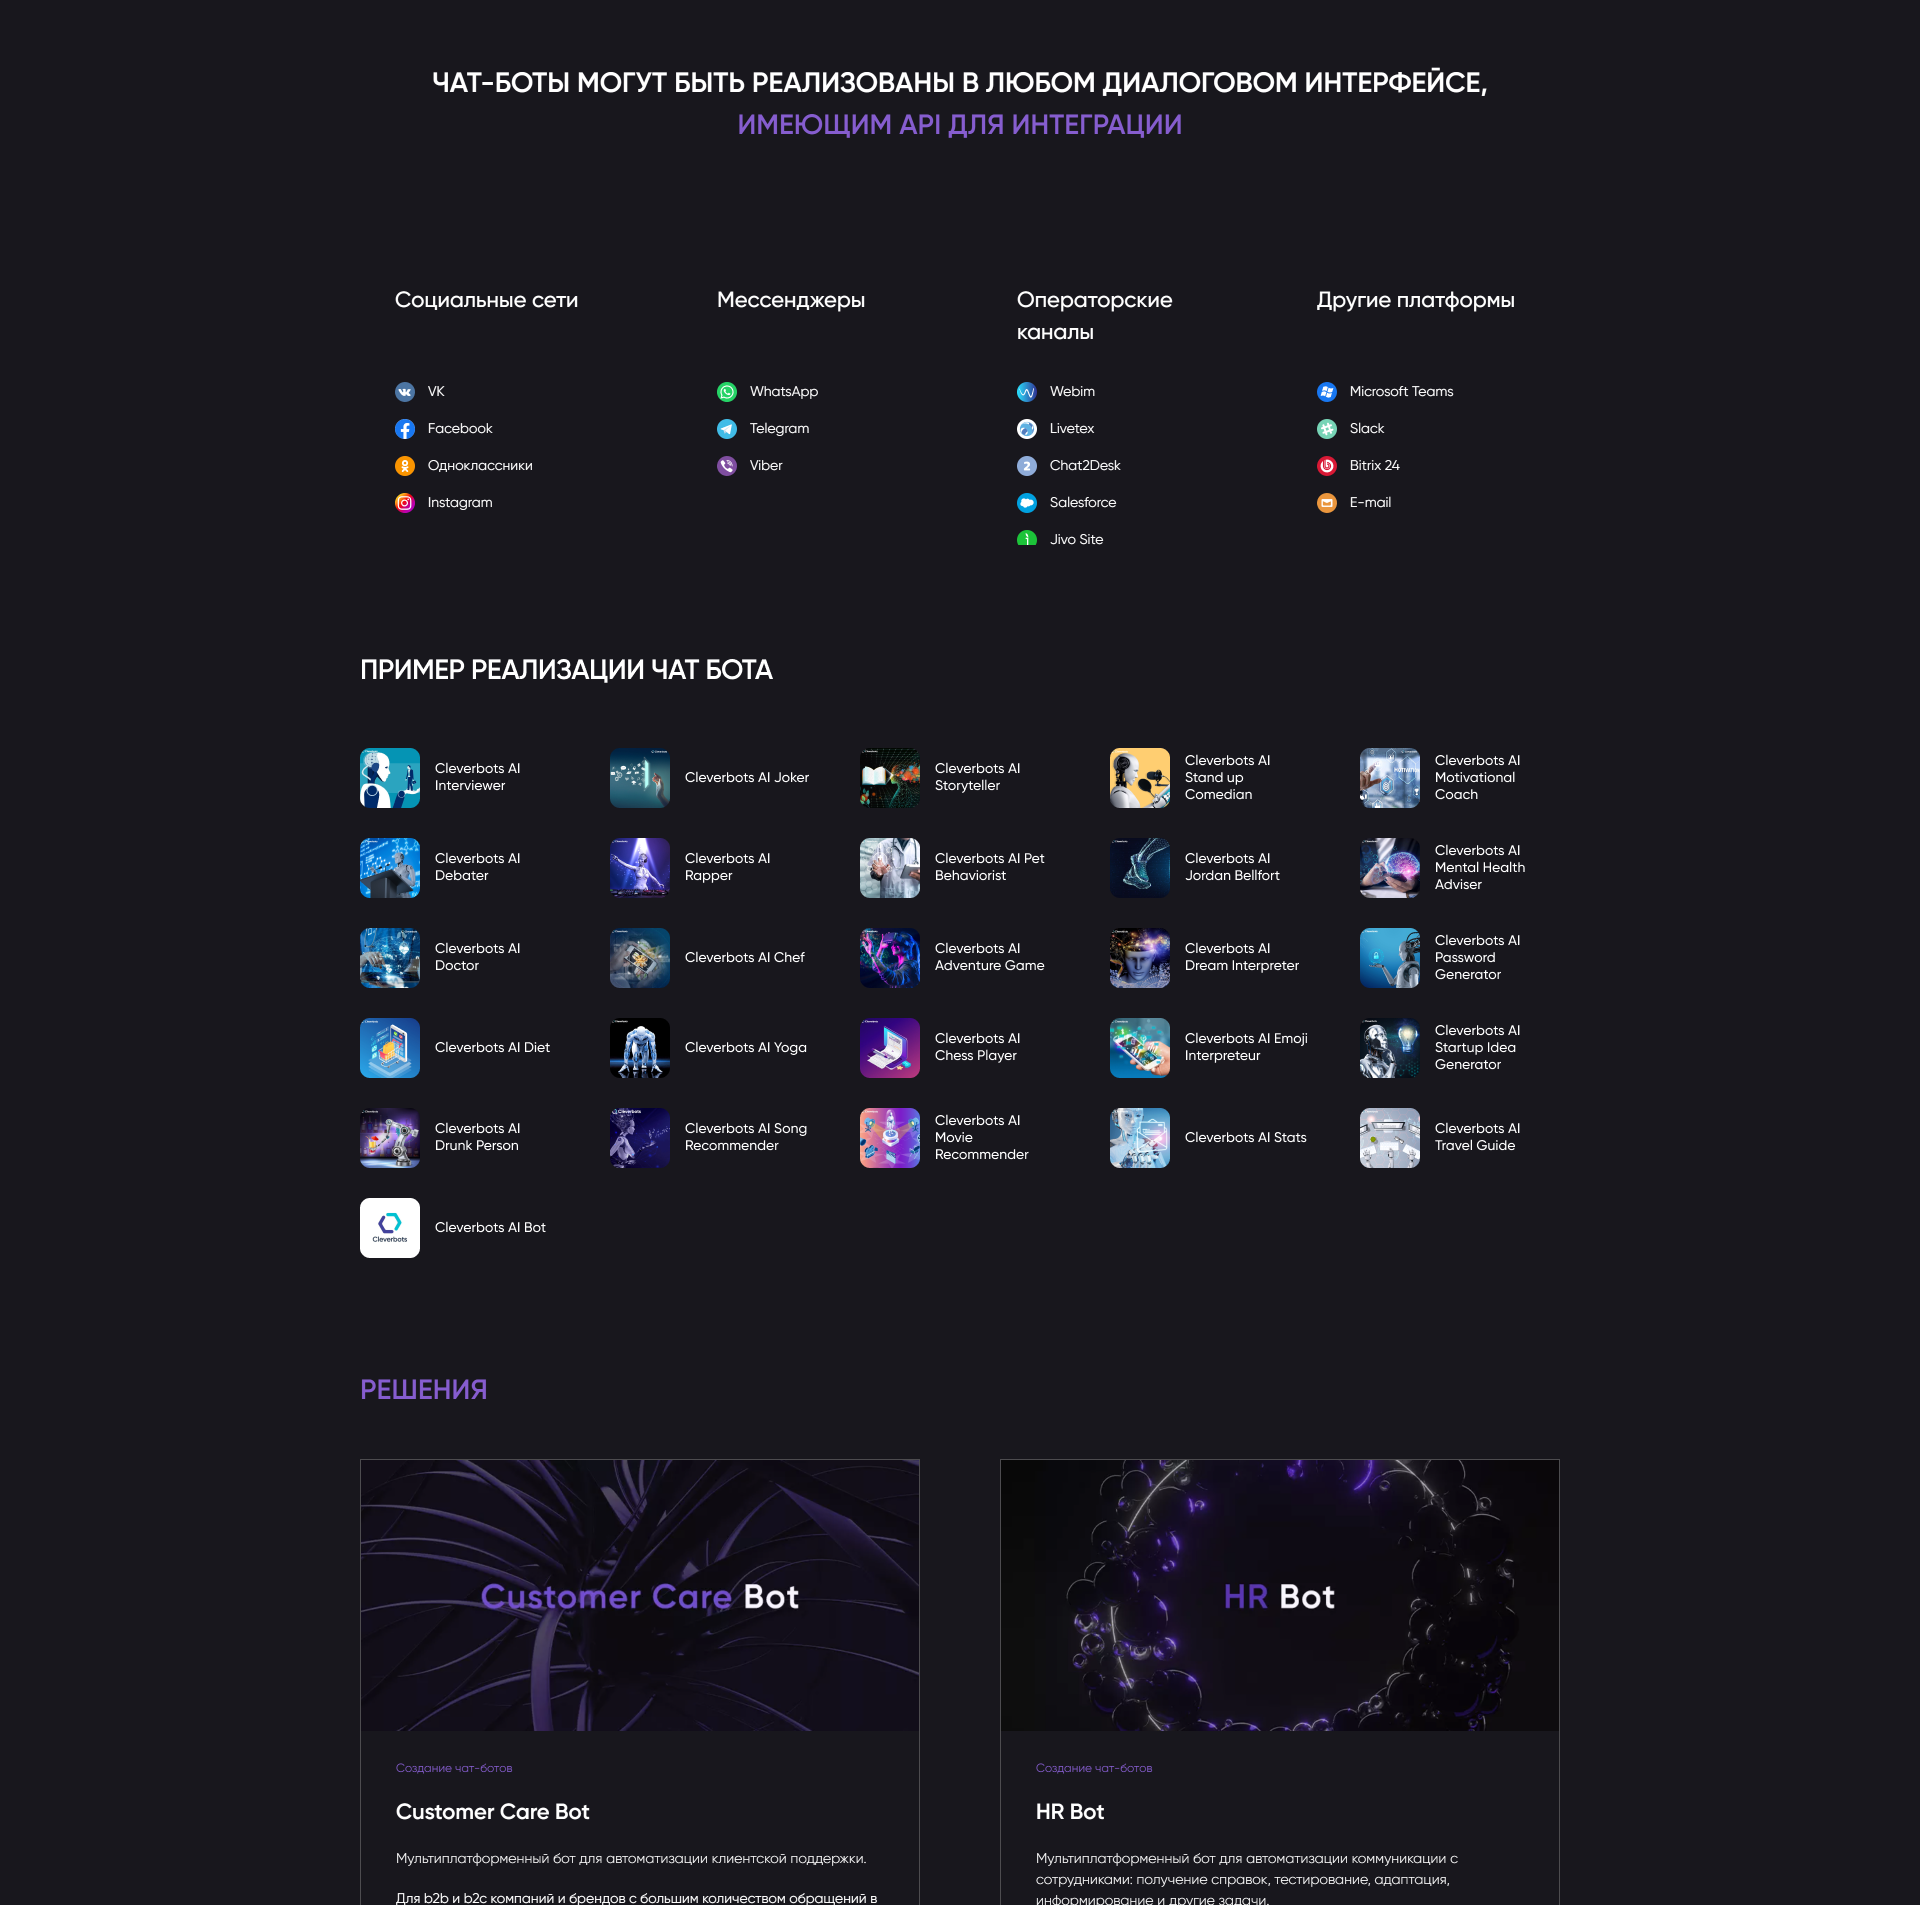 ЧАТ-БОТЫ МОГУТ БЫТЬ РЕАЛИЗОВАНЫ В ЛЮБОМ ДИАЛОГОВОМ ИНТЕРФЕЙСЕ,
ИМЕЮЩИМ API ДЛЯ ИНТЕГРАЦИИ
Социальные сети
VK
Facebook
Одноклассники
Instagram
Мессенджеры
WhatsApp
Telegram
Viber
Операторские
каналы
Webim
Livetex
Chat2Desk
Salesforce
Jivo Site
Другие платформы
Microsoft Teams
Slack
Bitrix 24
E-mail
ПРИМЕР РЕАЛИЗАЦИИ ЧАТ БОТА
Cleverbots AI
Interviewer
Cleverbots AI Joker
Cleverbots AI
Storyteller
Cleverbots AI
Stand up
Comedian
Cleverbots AI
Motivational
Coach
Cleverbots AI
Debater
Cleverbots AI
Rapper
Cleverbots AI Pet
Behaviorist
Cleverbots AI
Jordan Bellfort
Cleverbots AI
Mental Health
Adviser
Cleverbots AI
Doctor
Cleverbots AI Chef
Cleverbots AI
Adventure Game
Cleverbots AI
Dream Interpreter
Cleverbots AI
Password
Generator
Cleverbots AI Diet
Cleverbots AI Yoga
Cleverbots AI
Chess Player
Cleverbots AI Emoji
Interpreteur
Cleverbots AI
Startup Idea
Generator
Cleverbots AI
Drunk Person
Cleverbots
Cleverbots AI Song
Recommender
Cleverbots AI
Movie
Recommender
Cleverbots AI Stats
Cleverbots AI
Travel Guide
Cleverbots
Cleverbots AI Bot
РЕШЕНИЯ
Customer Care Bot
Создание чат-ботов
Customer Care Bot
Мультиплатформенный бот для автоматизации клиентской поддержки.
Для b2b и b2c компаний и брендов с большим количеством обращений в
HR Bot
Создание чат-ботов
HR Bot
Мультиплатформенный бот для автоматизации коммуникации с
сотрудниками: получение справок, тестирование, адаптация,
информирование и другие задачи.